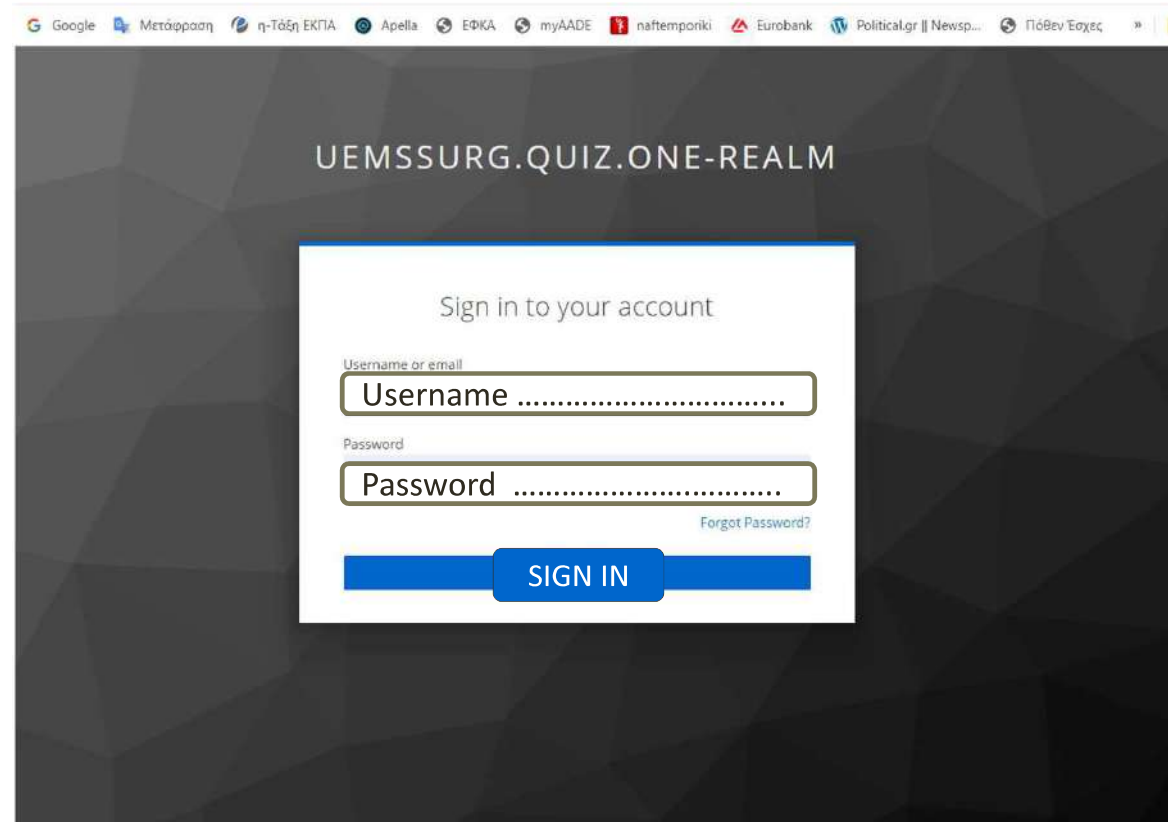 Google Μετάφραση η-Τάξη ΕΚΠΑ Apella ΕΦΚΑ myAADE naftemporiki Eurobank Political.gr || Newsp... Πόθεν Έσχες »
UEMSSURG.QUIZ.ONE-REALM
Sign in to your account
Username or email
Username ................................
Password
Password ................................
Forgot Password?
SIGN IN